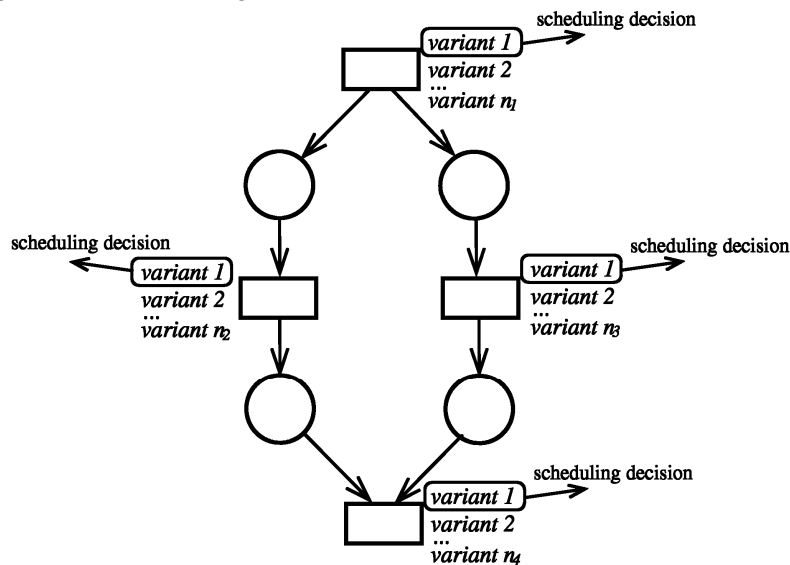 scheduling decision
variant 1
variant 2
...
variant n1
scheduling decision
variant 1
variant 2
...
variant n2
scheduling decision
variant 1
variant 2
...
variant n3
scheduling decision
variant 1
variant 2
...
variant n4